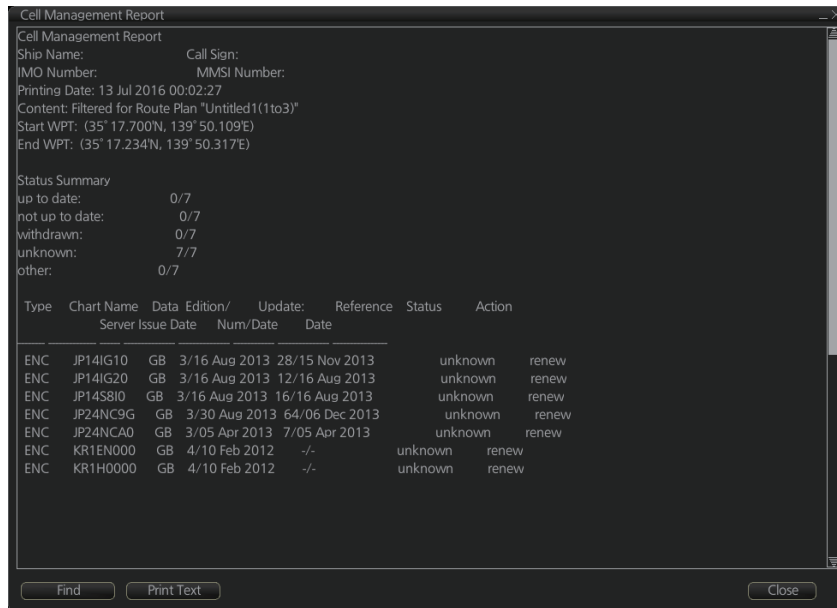 Cell Management Report
Cell Management Report
Ship Name: Call Sign:
IMO Number: MMSI Number:
Printing Date: 13 Jul 2016 00:02:27
Content: Filtered for Route Plan "Untitled1(1to3)"
Start WPT: (35°17.700'N, 139°50.109'E)
End WPT: (35°17.234'N, 139°50.317'E)
Status Summary
up to date: 0/7
not up to date: 0/7
withdrawn: 0/7
unknown: 7/7
other: 0/7
Type Chart Name Data Edition/ Update: Reference Status Action
Server Issue Date Num/Date Date
ENC JP14IG10 GB 3/16 Aug 2013 28/15 Nov 2013 unknown renew
ENC JP14IG20 GB 3/16 Aug 2013 12/16 Aug 2013 unknown renew
ENC JP14S8I0 GB 3/16 Aug 2013 16/16 Aug 2013 unknown renew
ENC JP24NC9G GB 3/30 Aug 2013 64/06 Dec 2013 unknown renew
ENC JP24NCA0 GB 3/05 Apr 2013 7/05 Apr 2013 unknown renew
ENC KR1EN000 GB 4/10 Feb 2012 -/- unknown renew
ENC KR1H0000 GB 4/10 Feb 2012 -/- unknown renew
Find Print Text Close